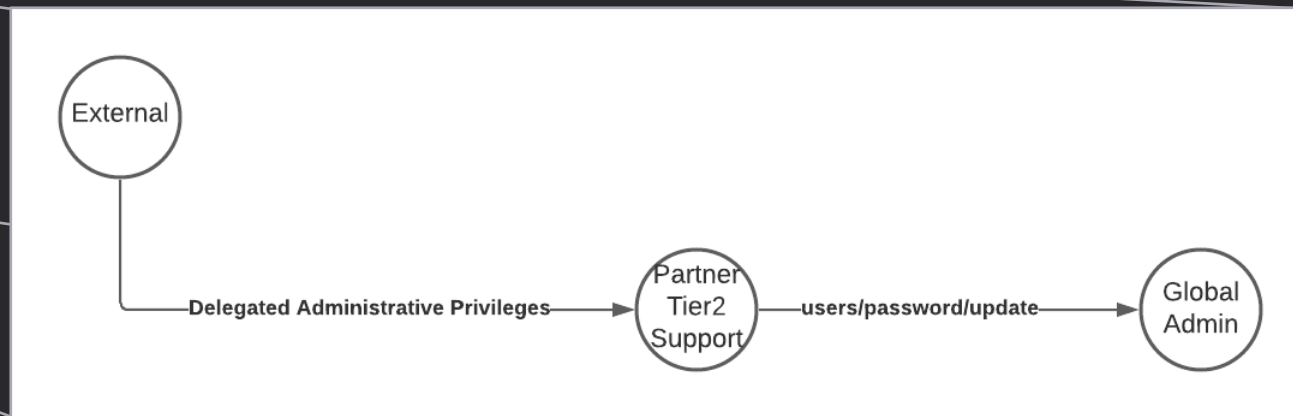 External
Delegated Administrative Privileges
Partner
Tier2
Support
users/password/update
Global
Admin